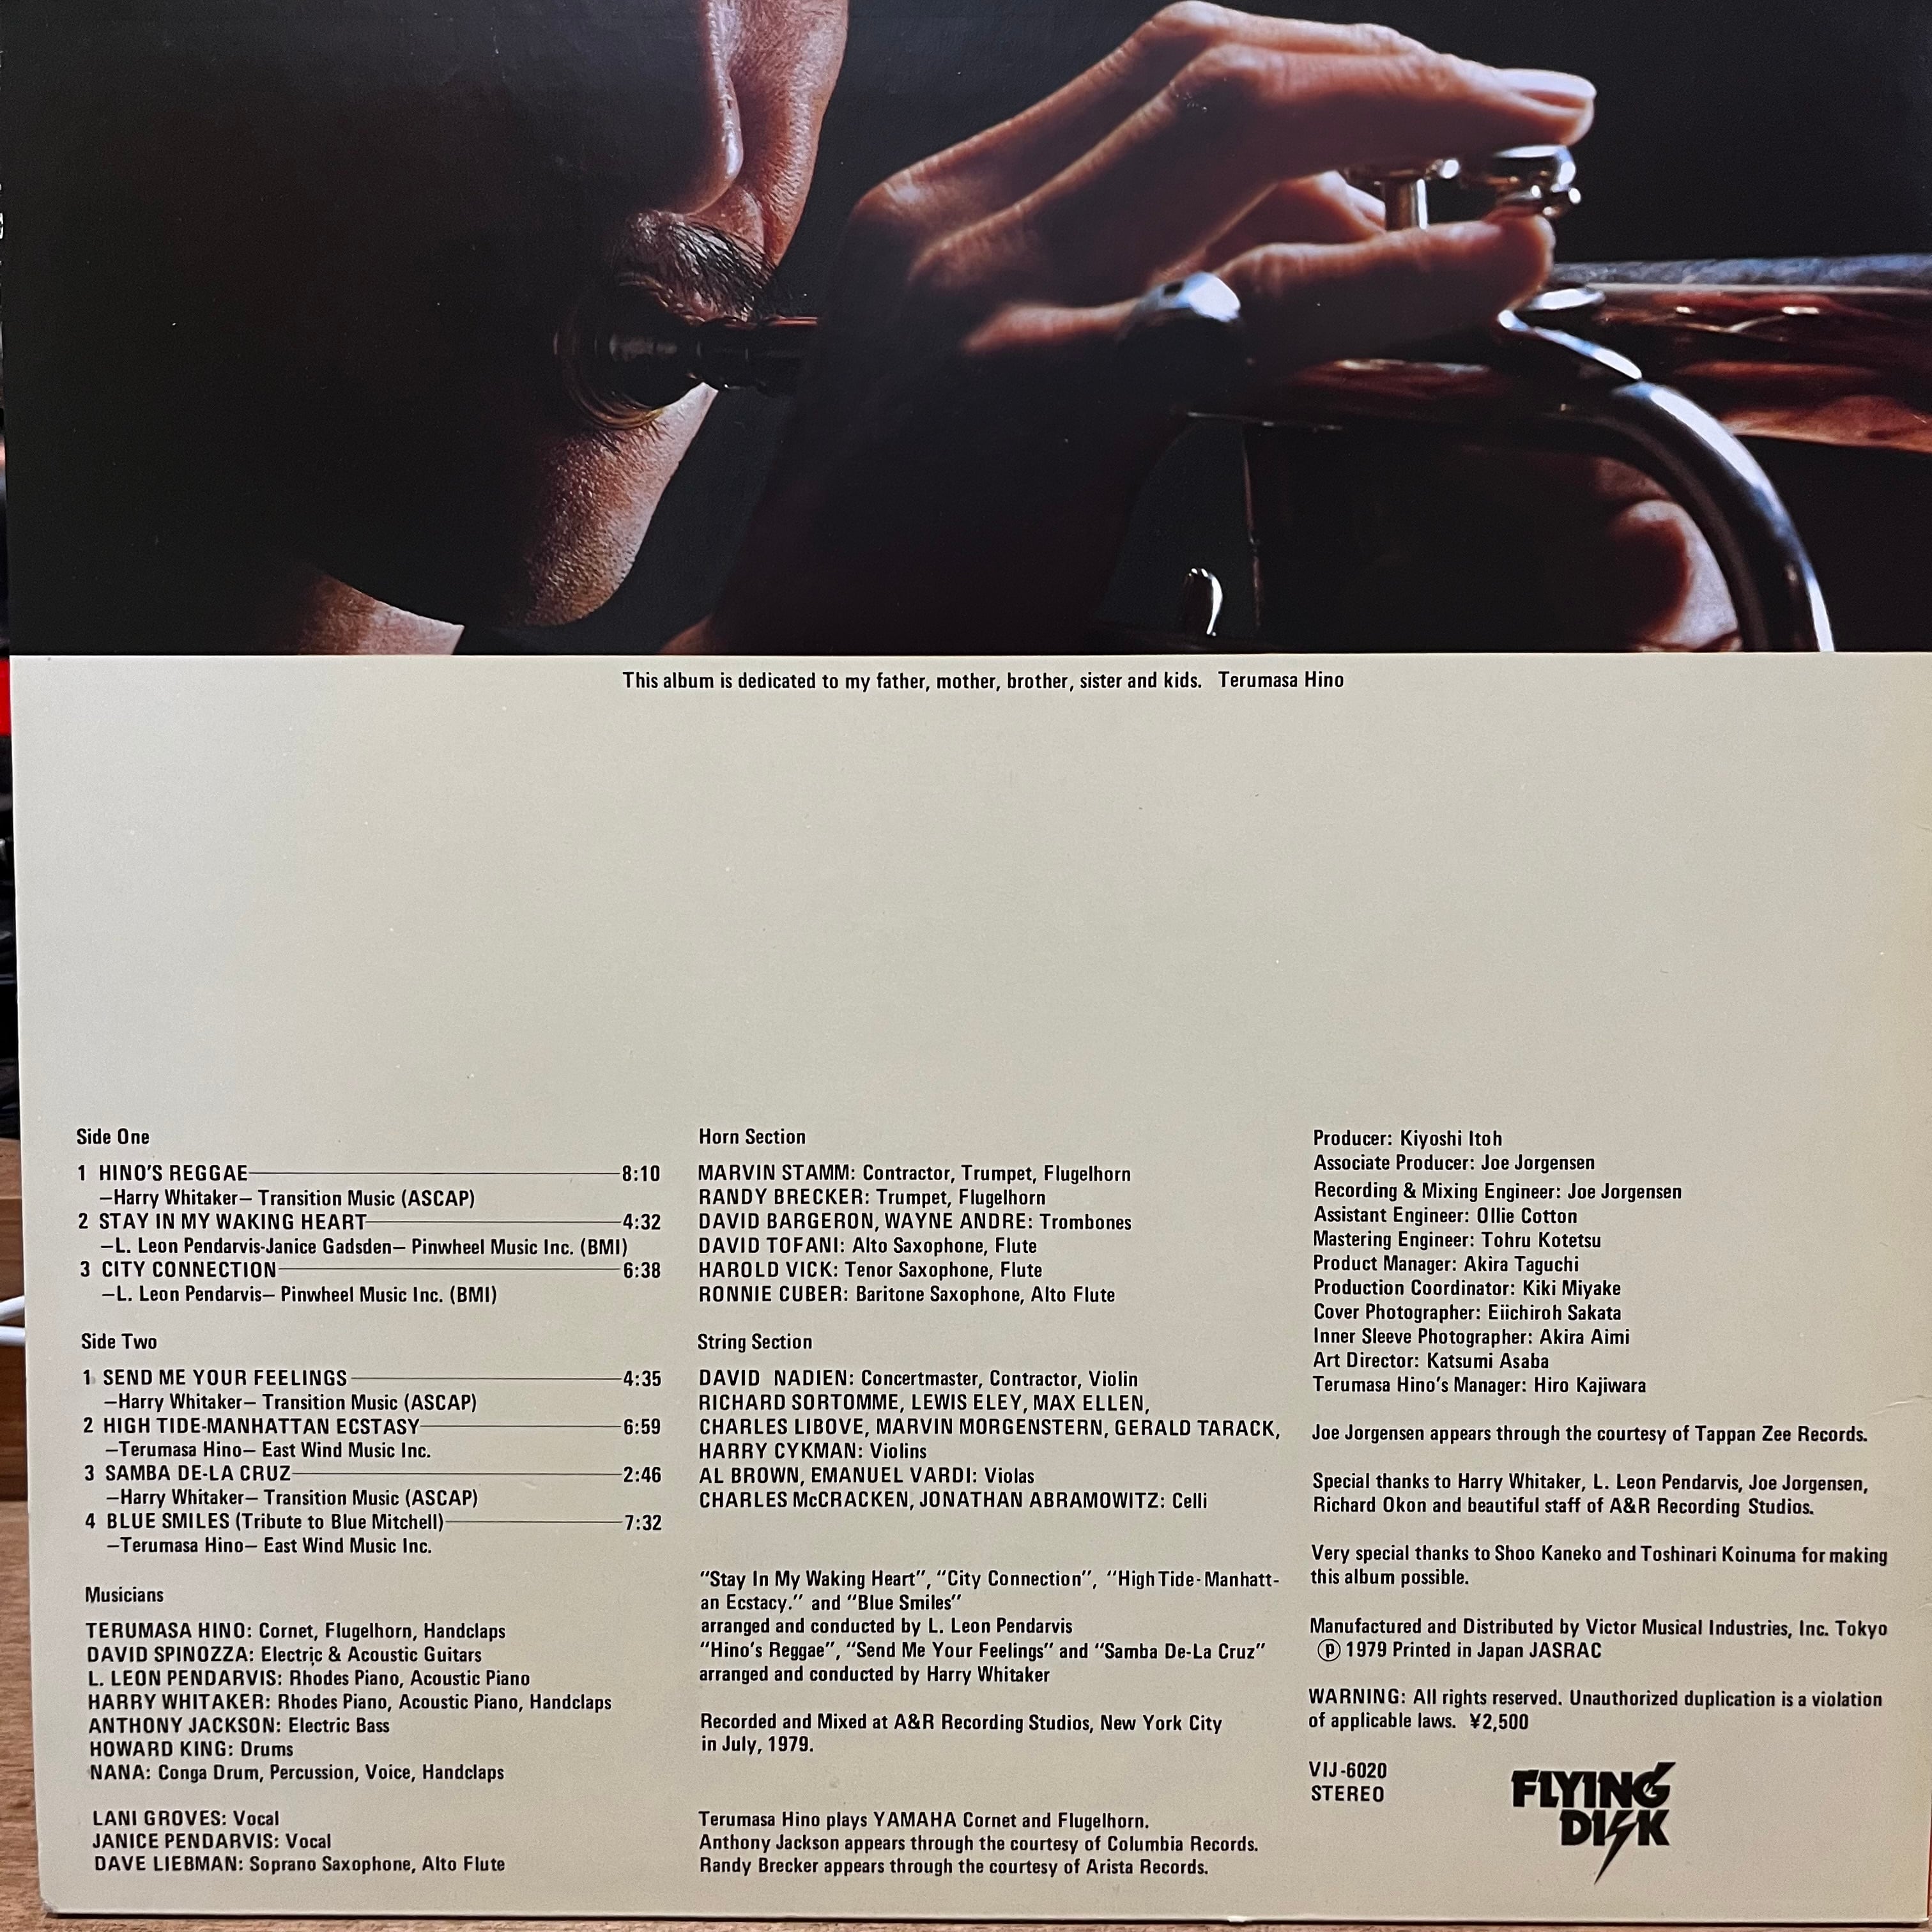 This album is dedicated to my father, mother, brother, sister and kids. Terumasa Hino
Side One
1 HINO'S REGGAE 8:10
—Harry Whitaker— Transition Music (ASCAP)
2 STAY IN MY WAKING HEART 4:32
—L. Leon Pendarvis-Janice Gadsden— Pinwheel Music Inc. (BMI)
3 CITY CONNECTION 6:38
—L. Leon Pendarvis— Pinwheel Music Inc. (BMI)
Side Two
1 SEND ME YOUR FEELINGS 4:35
—Harry Whitaker— Transition Music (ASCAP)
2 HIGH TIDE-MANHATTAN ECSTASY 6:59
—Terumasa Hino— East Wind Music Inc.
3 SAMBA DE-LA CRUZ 2:46
—Harry Whitaker— Transition Music (ASCAP)
4 BLUE SMILES (Tribute to Blue Mitchell) 7:32
—Terumasa Hino— East Wind Music Inc.
Musicians
TERUMASA HINO: Cornet, Flugelhorn, Handclaps
DAVID SPINOZZA: Electric & Acoustic Guitars
L. LEON PENDARVIS: Rhodes Piano, Acoustic Piano
HARRY WHITAKER: Rhodes Piano, Acoustic Piano, Handclaps
ANTHONY JACKSON: Electric Bass
HOWARD KING: Drums
NANA: Conga Drum, Percussion, Voice, Handclaps
LANI GROVES: Vocal
JANICE PENDARVIS: Vocal
DAVE LIEBMAN: Soprano Saxophone, Alto Flute
Horn Section
MARVIN STAMM: Contractor, Trumpet, Flugelhorn
RANDY BRECKER: Trumpet, Flugelhorn
DAVID BARGERON, WAYNE ANDRE: Trombones
DAVID TOFANI: Alto Saxophone, Flute
HAROLD VICK: Tenor Saxophone, Flute
RONNIE CUBER: Baritone Saxophone, Alto Flute
String Section
DAVID NADIEN: Concertmaster, Contractor, Violin
RICHARD SORTOMME, LEWIS ELEY, MAX ELLEN,
CHARLES LIBOVE, MARVIN MORGENSTERN, GERALD TARACK,
HARRY CYKMAN: Violins
AL BROWN, EMANUEL VARDI: Violas
CHARLES McCRACKEN, JONATHAN ABRAMOWITZ: Celli
"Stay In My Waking Heart", "City Connection", "High Tide-Manhatt-
an Ecstacy." and "Blue Smiles"
arranged and conducted by L. Leon Pendarvis
"Hino's Reggae", "Send Me Your Feelings" and "Samba De-La Cruz"
arranged and conducted by Harry Whitaker
Recorded and Mixed at A&R Recording Studios, New York City
in July, 1979.
Terumasa Hino plays YAMAHA Cornet and Flugelhorn.
Anthony Jackson appears through the courtesy of Columbia Records.
Randy Brecker appears through the courtesy of Arista Records.
Producer: Kiyoshi Itoh
Associate Producer: Joe Jorgensen
Recording & Mixing Engineer: Joe Jorgensen
Assistant Engineer: Ollie Cotton
Mastering Engineer: Tohru Kotetsu
Product Manager: Akira Taguchi
Production Coordinator: Kiki Miyake
Cover Photographer: Eiichiroh Sakata
Inner Sleeve Photographer: Akira Aimi
Art Director: Katsumi Asaba
Terumasa Hino's Manager: Hiro Kajiwara
Joe Jorgensen appears through the courtesy of Tappan Zee Records.
Special thanks to Harry Whitaker, L. Leon Pendarvis, Joe Jorgensen,
Richard Okon and beautiful staff of A&R Recording Studios.
Very special thanks to Shoo Kaneko and Toshinari Koinuma for making
this album possible.
Manufactured and Distributed by Victor Musical Industries, Inc. Tokyo
Ⓟ 1979 Printed in Japan JASRAC
WARNING: All rights reserved. Unauthorized duplication is a violation
of applicable laws. ¥2,500
VIJ-6020
STEREO
FLYING
DISK